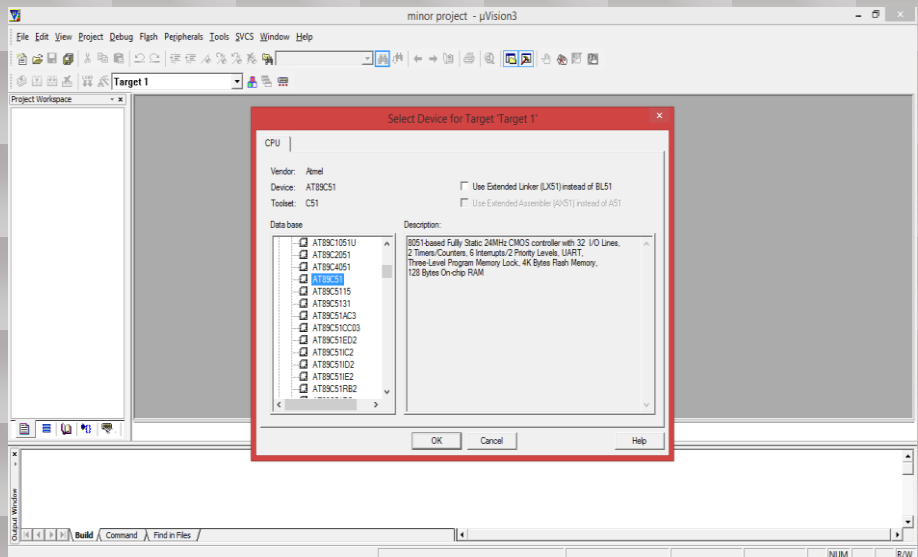 minor project - µVision3
File Edit View Project Debug Flash Peripherals Tools SVCS Window Help
Target 1
Project Workspace
Select Device for Target 'Target 1'
CPU
Vendor: Atmel
Device: AT89C51
Toolset: C51
Use Extended Linker (LX51) instead of BL51
Use Extended Assembler (AX51) instead of A51
Data base
AT89C1051U
AT89C2051
AT89C4051
AT89C51
AT89C5115
AT89C5131
AT89C51AC3
AT89C51CC03
AT89C51ED2
AT89C51IC2
AT89C51ID2
AT89C51IE2
AT89C51RB2
Description:
8051-based Fully Static 24MHz CMOS controller with 32 I/O Lines,
2 Timers/Counters, 6 Interrupts/2 Priority Levels, UART,
Three-Level Program Memory Lock, 4K Bytes Flash Memory,
128 Bytes On-chip RAM
OK Cancel Help
Output Window
Build Command Find in Files
NUM R/W